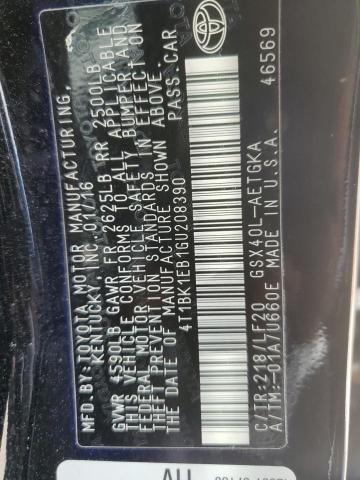 MFD.BY:TOYOTA MOTOR MANUFACTURING,
KENTUCKY, INC. 01/16
GVWR 4590LB GAWR FR 2625LB RR 2500LB
THIS VEHICLE CONFORMS TO ALL APPLICABLE
FEDERAL MOTOR VEHICLE SAFETY, BUMPER AND
THEFT PREVENTION STANDARDS IN EFFECT ON
THE DATE OF MANUFACTURE SHOWN ABOVE.
4T1BK1EB1GU208390 PASS.CAR
C/TR:218/LF20 GSX40L-AETGKA
A/TM:-01A/U660E MADE IN U.S.A.
46569
TOYOTA